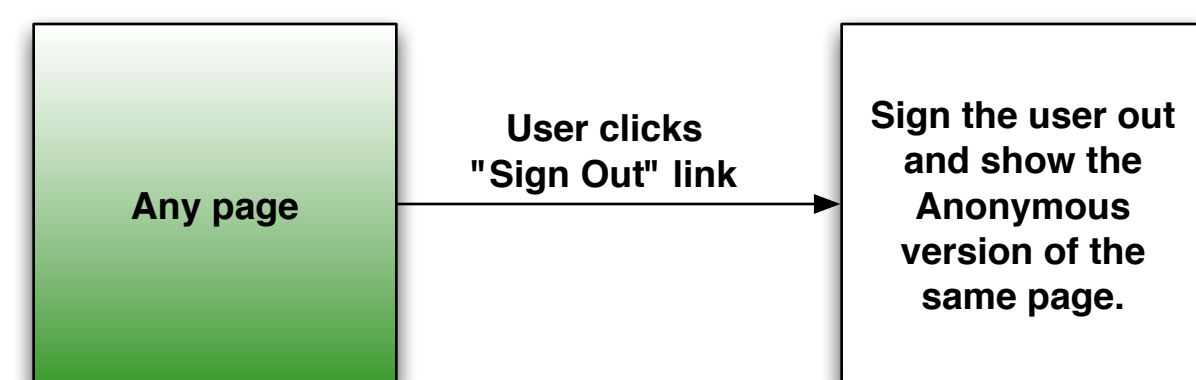 Any page
User clicks
"Sign Out" link
Sign the user out
and show the
Anonymous
version of the
same page.